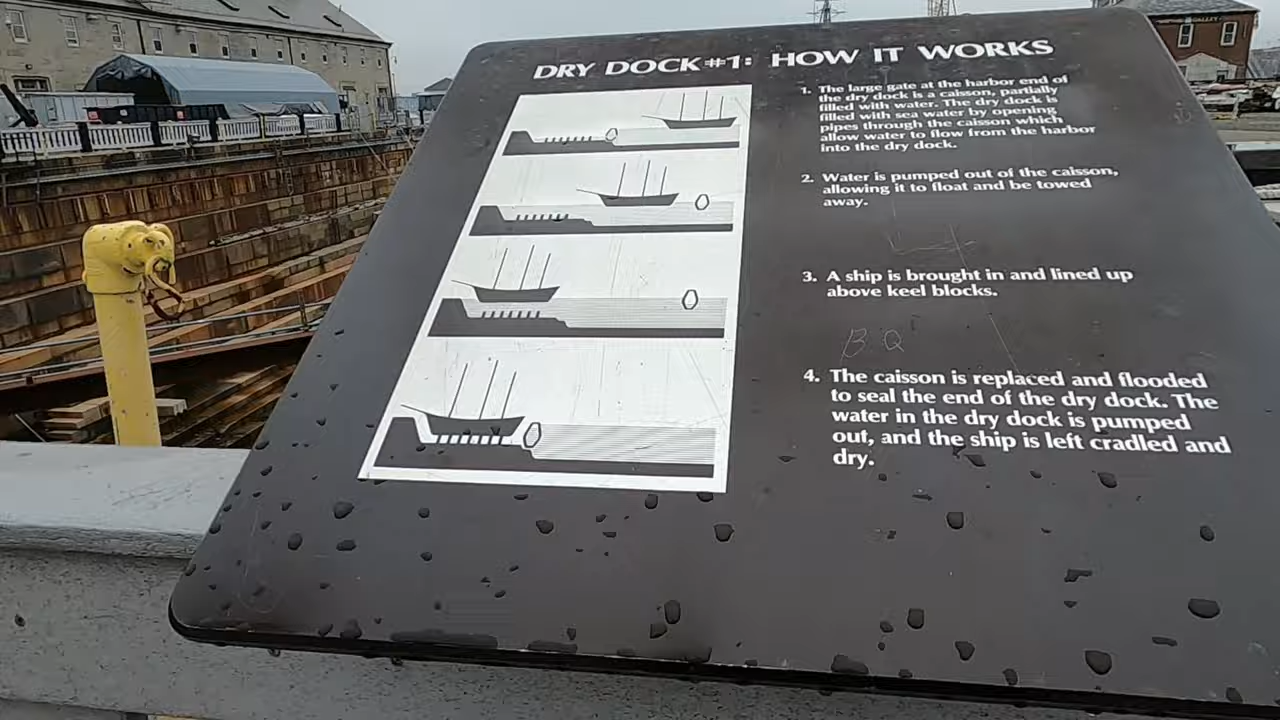 DRY DOCK #1: HOW IT WORKS
1. The large gate at the harbor end of
the dry dock is a caisson, partially
filled with water. The dry dock is
filled with sea water by opening
pipes through the caisson which
allow water to flow from the harbor
into the dry dock.
2. Water is pumped out of the caisson,
allowing it to float and be towed
away.
3. A ship is brought in and lined up
above keel blocks.
B Q
4. The caisson is replaced and flooded
to seal the end of the dry dock. The
water in the dry dock is pumped
out, and the ship is left cradled and
dry.